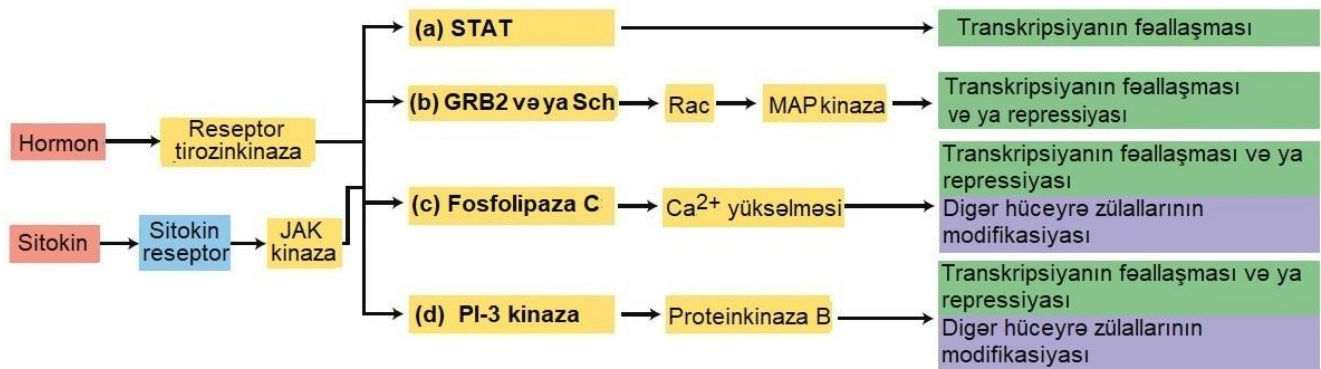 (a) STAT
Transkripsiyanın fəallaşması
(b) GRB2 və ya Sch
Rac
MAP kinaza
Transkripsiyanın fəallaşması
və ya repressiyası
Hormon
Reseptor
tirozinkinaza
(c) Fosfolipaza C
Ca2+ yüksəlməsi
Transkripsiyanın fəallaşması və ya
repressiyası
Digər hüceyrə zülallarının
modifikasiyası
Sitokin
Sitokin
reseptor
JAK
kinaza
(d) PI-3 kinaza
Proteinkinaza B
Transkripsiyanın fəallaşması və ya
repressiyası
Digər hüceyrə zülallarının
modifikasiyası